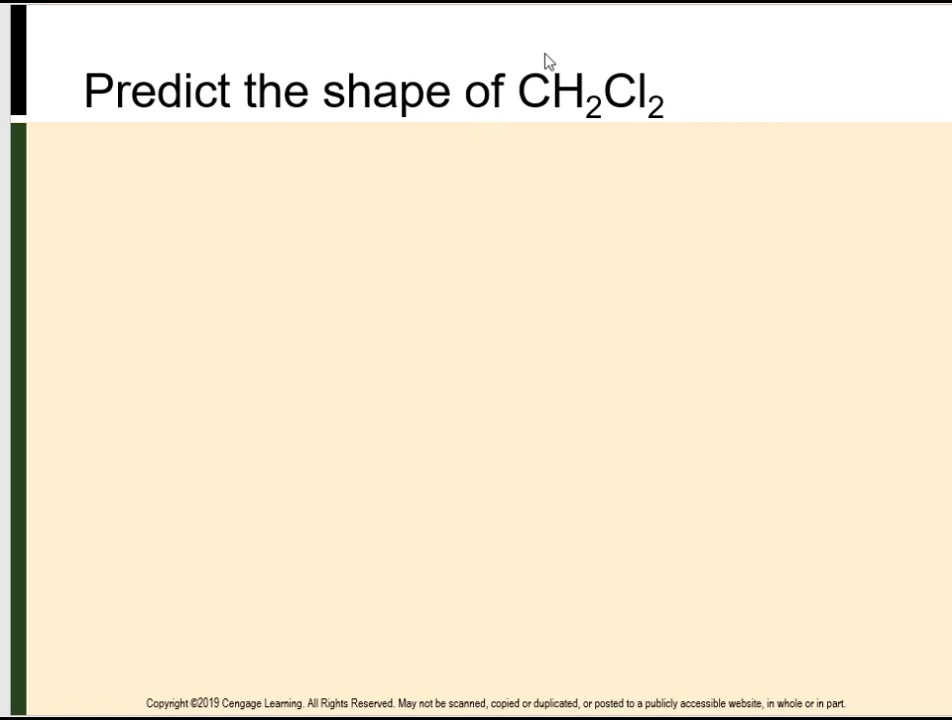 Predict the shape of CH₂Cl₂
Copyright ©2019 Cengage Learning. All Rights Reserved. May not be scanned, copied or duplicated, or posted to a publicly accessible website, in whole or in part.